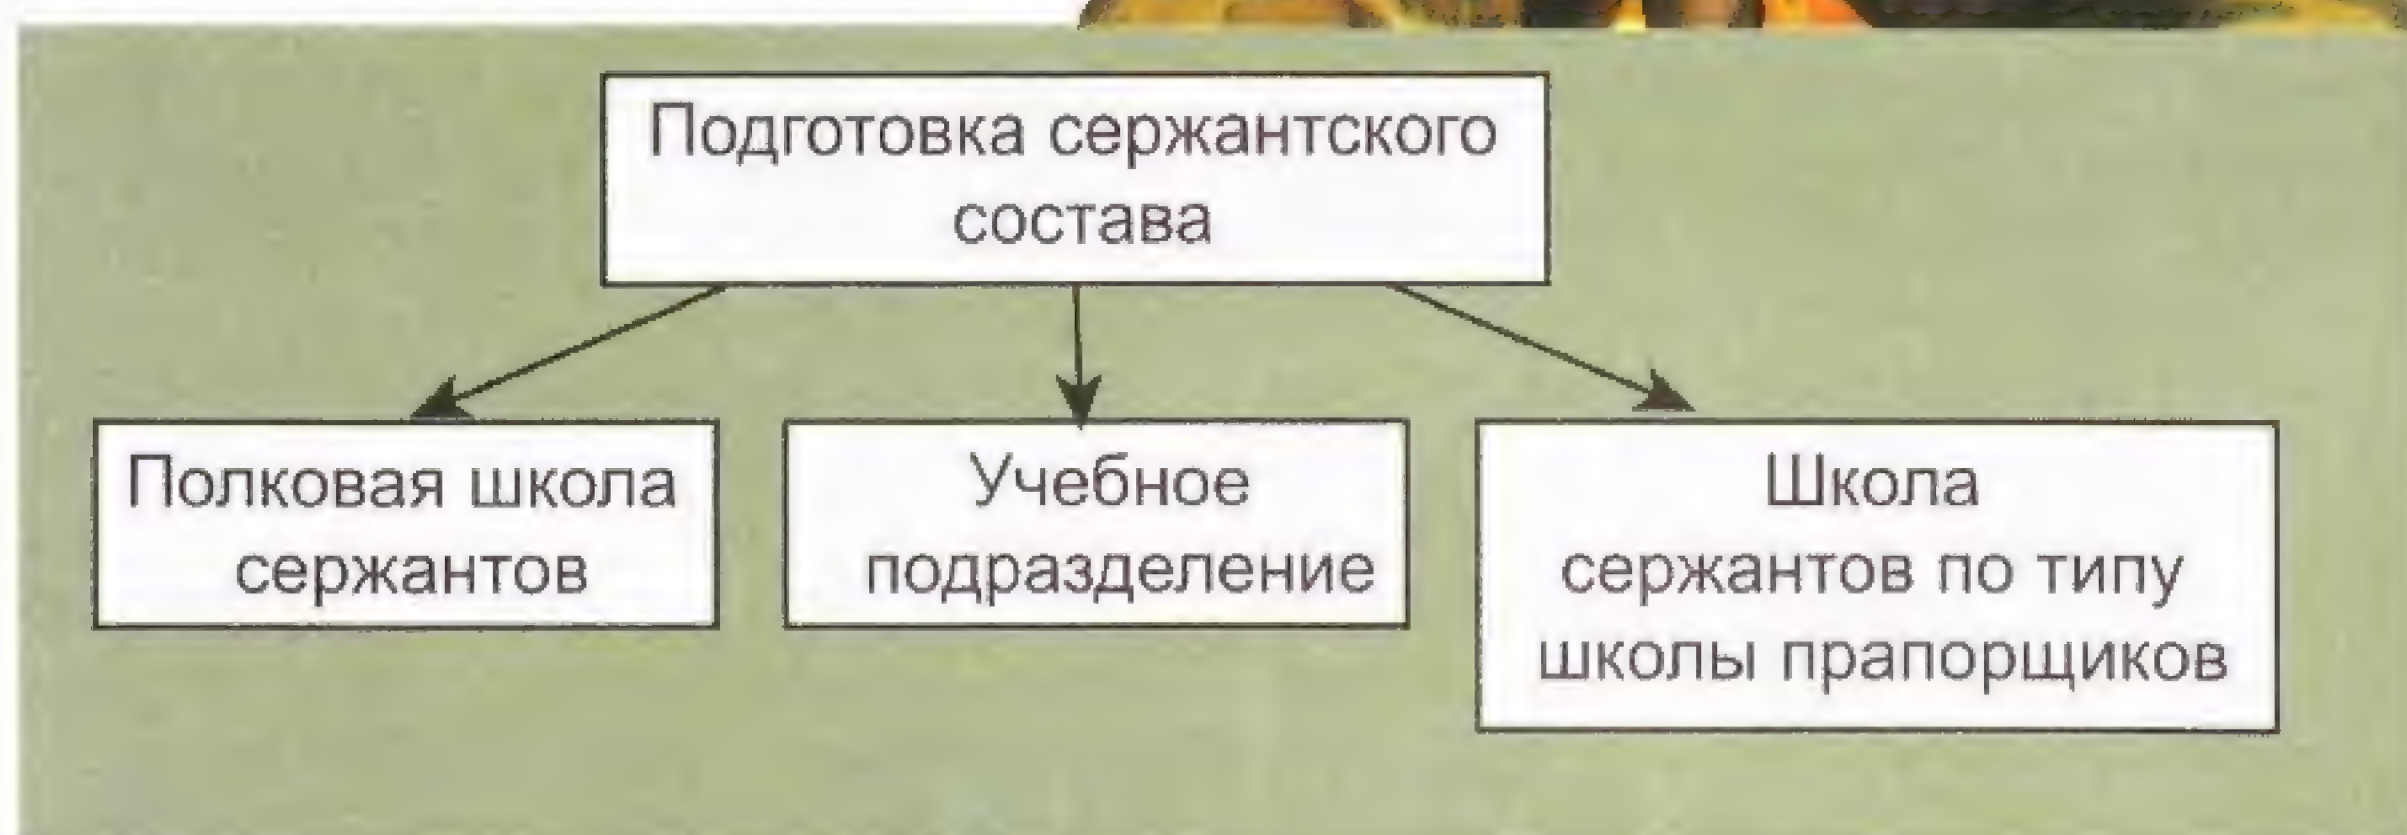 Подготовка сержантского
состава
Полковая школа
сержантов
Учебное
подразделение
Школа
сержантов по типу
школы прапорщиков